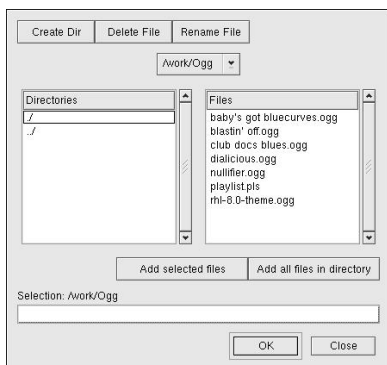 Create Dir Delete File Rename File
/work/Ogg
Directories Files
./
../
baby's got bluecurves.ogg
blastin' off.ogg
club docs blues.ogg
dialicious.ogg
nullifier.ogg
playlist.pls
rhl-8.0-theme.ogg
Add selected files Add all files in directory
Selection: /work/Ogg
OK Close